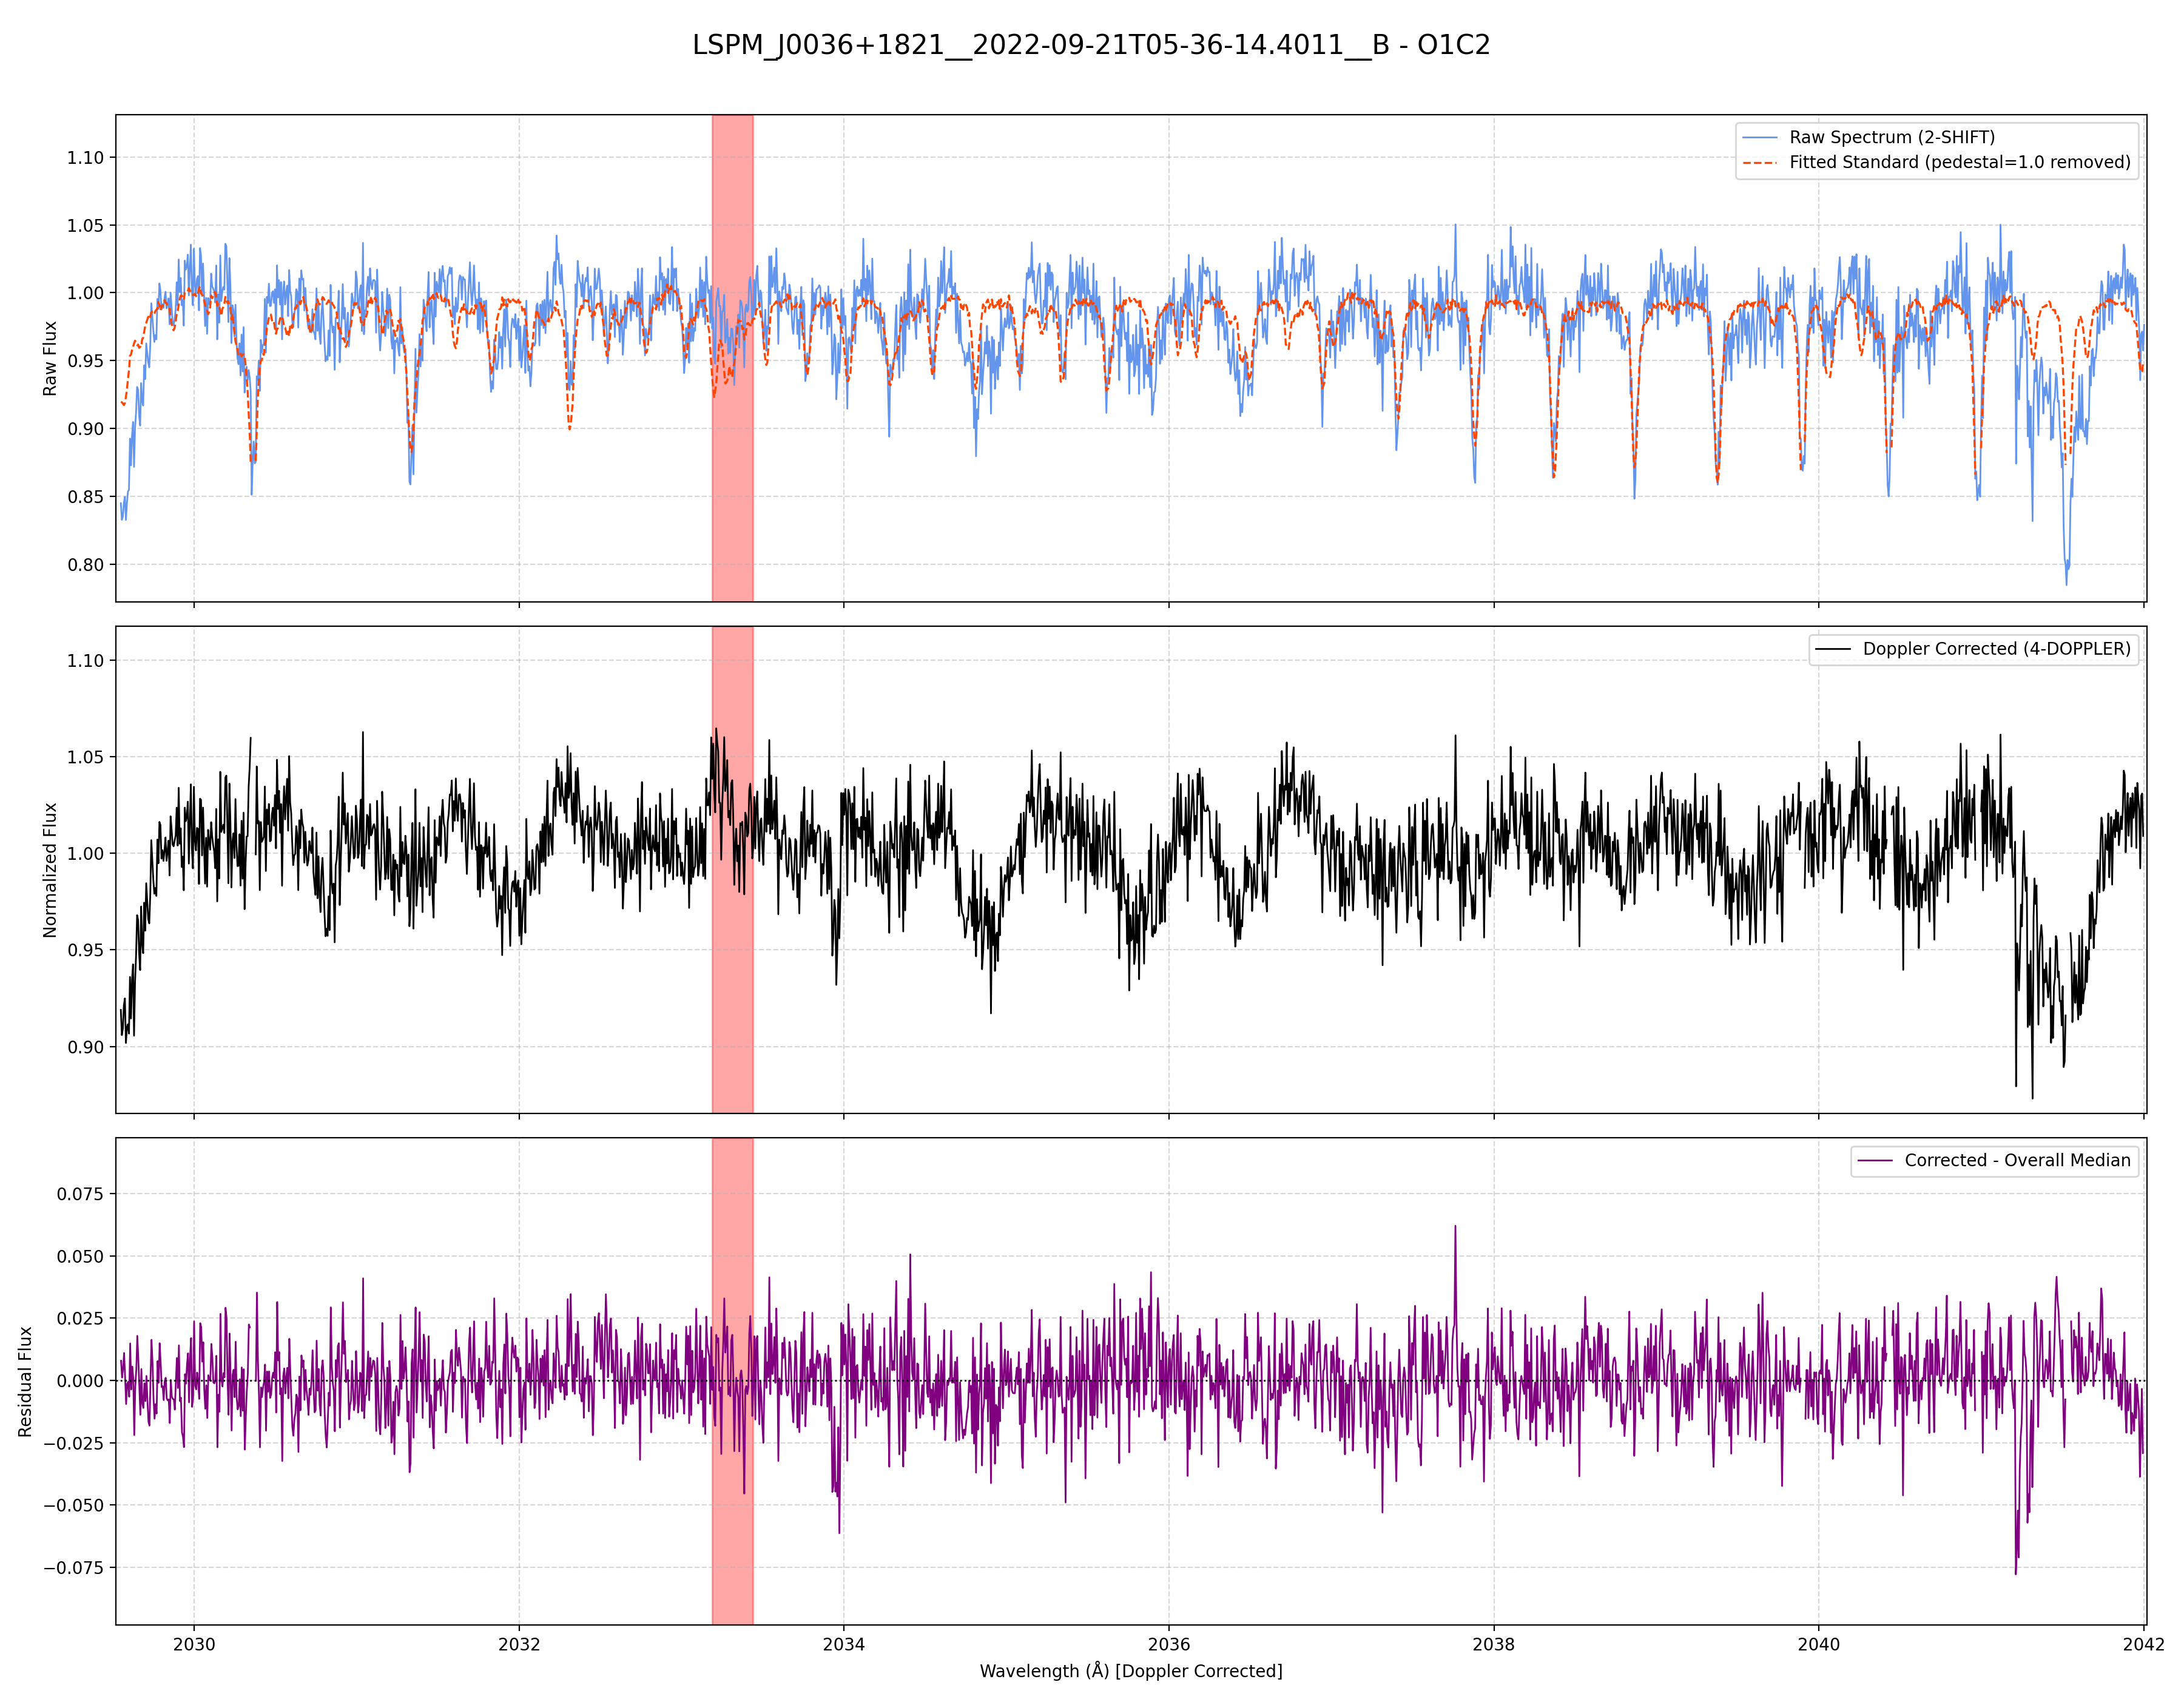 LSPM_J0036+1821__2022-09-21T05-36-14.4011__B - O1C2
Raw Spectrum (2-SHIFT)
Fitted Standard (pedestal=1.0 removed)
Raw Flux
1.10
1.05
1.00
0.95
0.90
0.85
0.80
Doppler Corrected (4-DOPPLER)
Normalized Flux
1.10
1.05
1.00
0.95
0.90
Corrected - Overall Median
Residual Flux
0.075
0.050
0.025
0.000
−0.025
−0.050
−0.075
2030 2032 2034 2036 2038 2040 2042
Wavelength (Å) [Doppler Corrected]